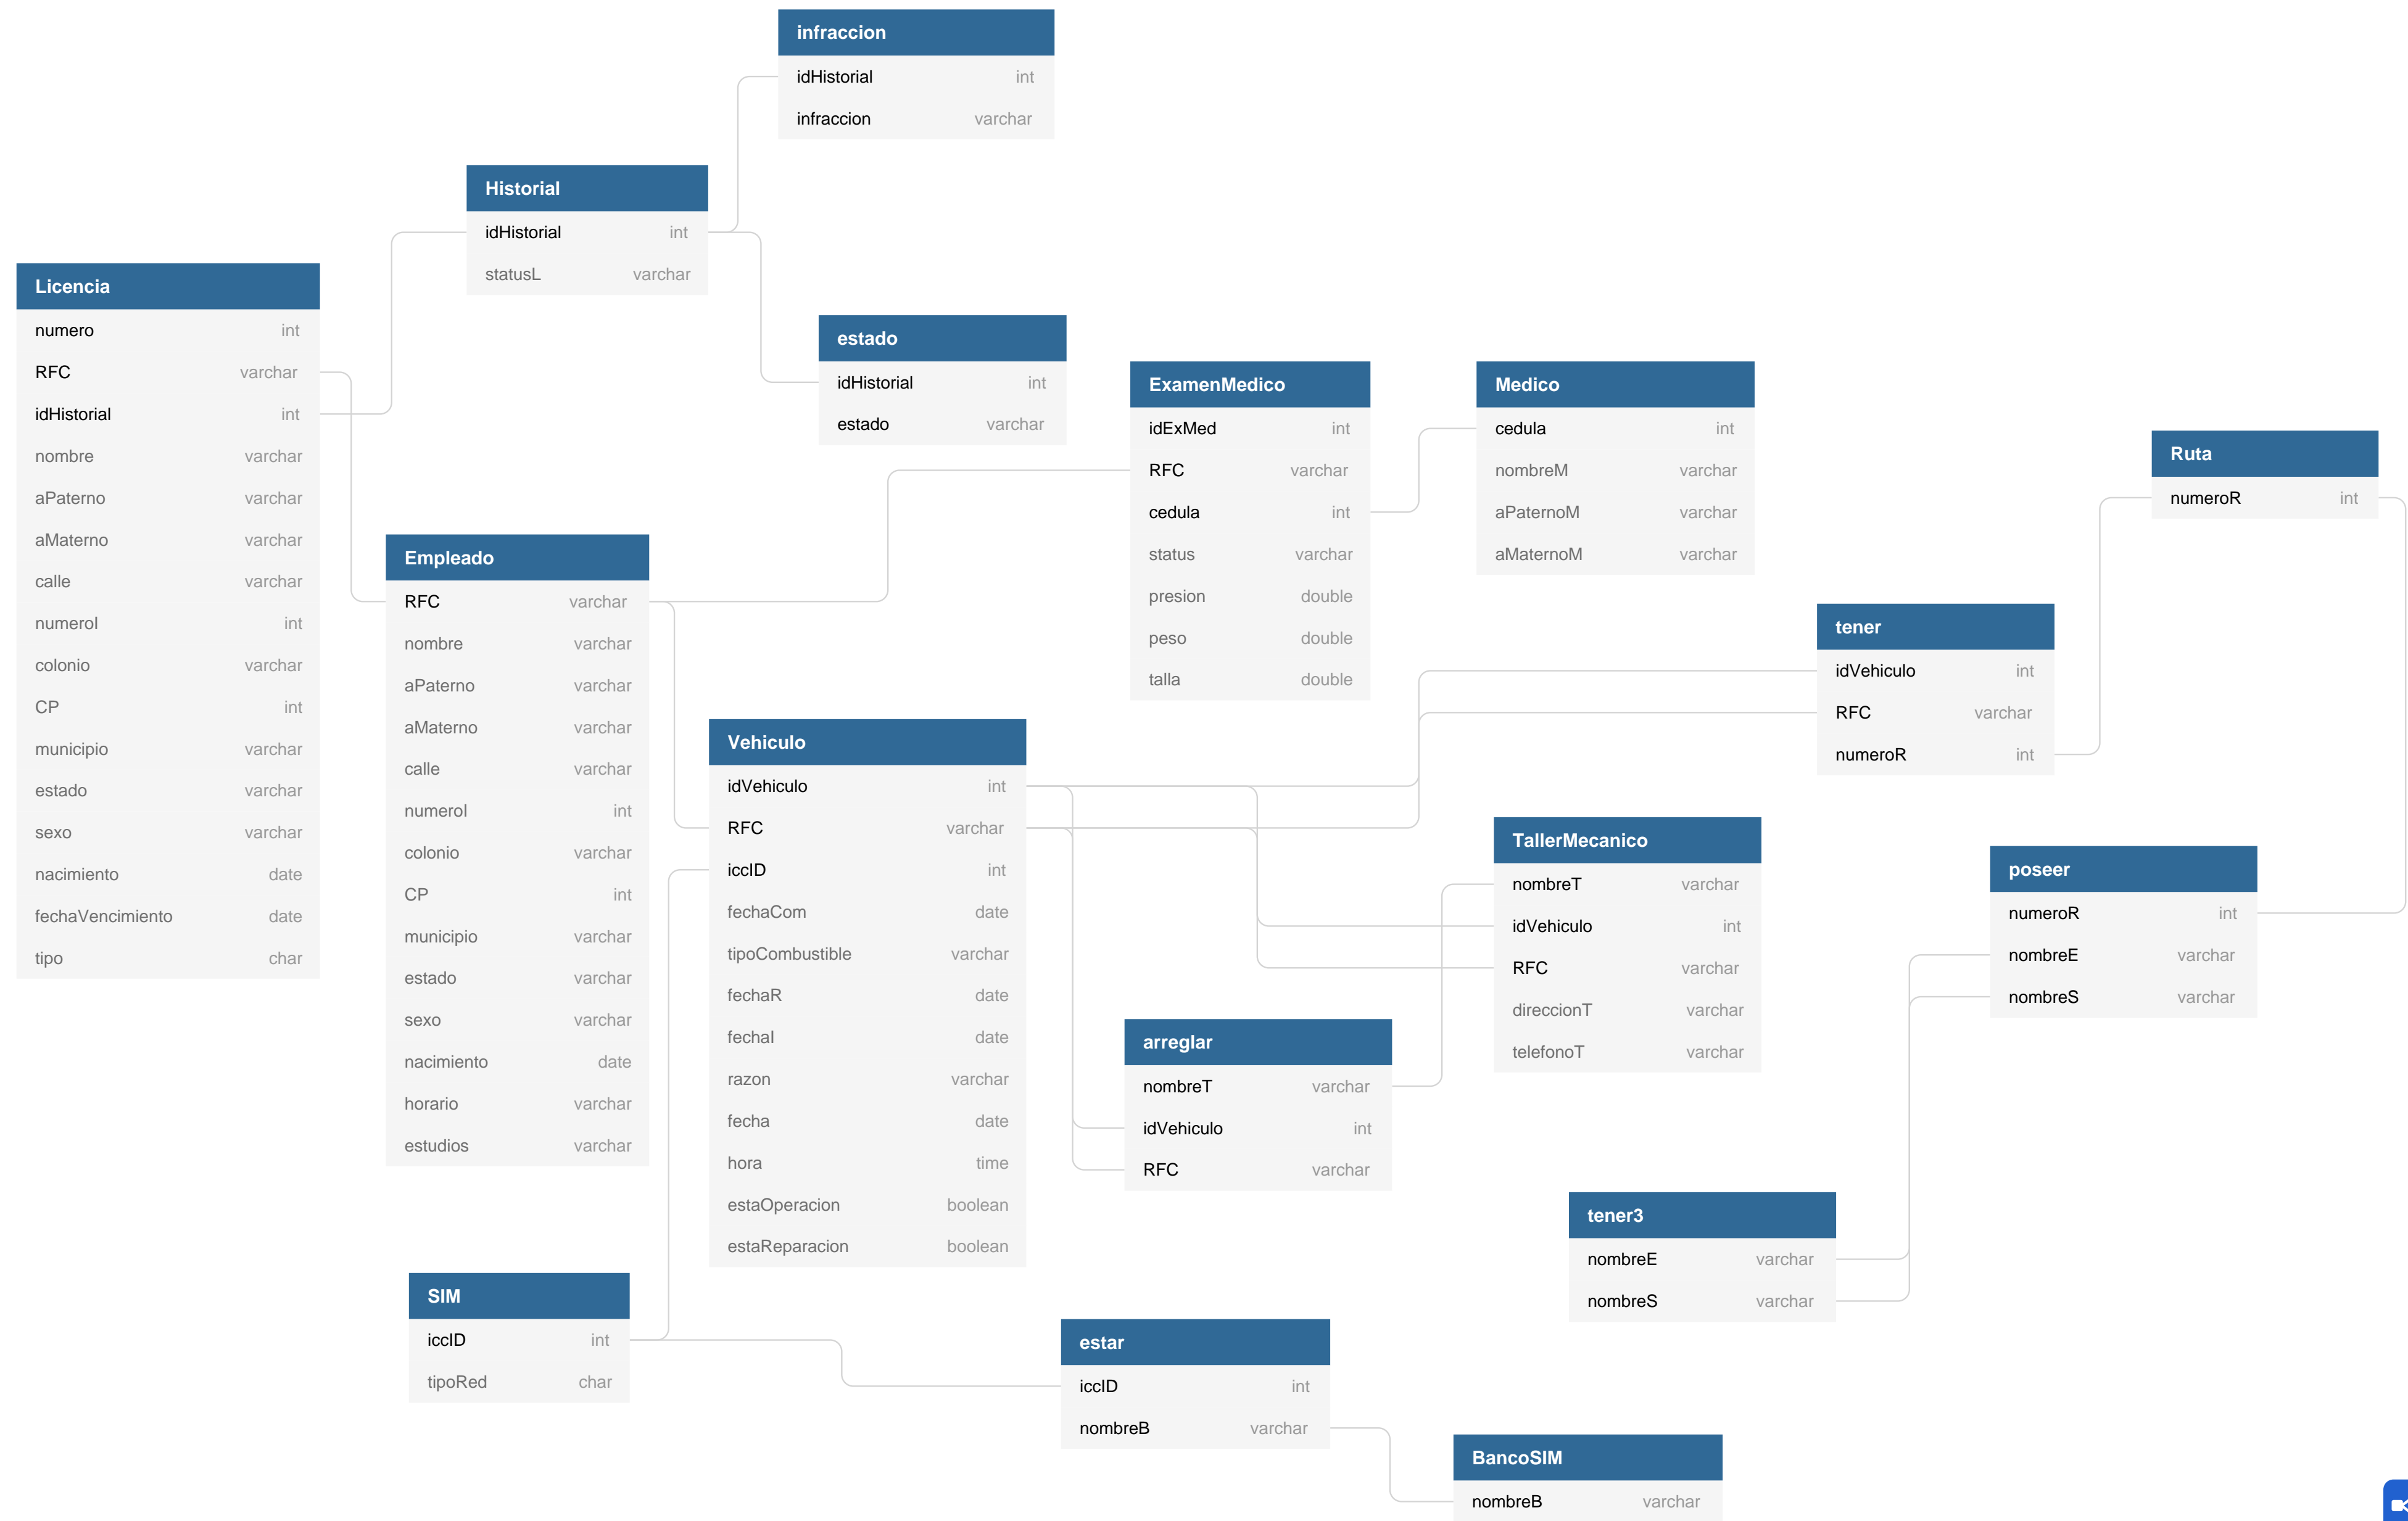 infraccion
idHistorial int
infraccion varchar
Historial
idHistorial int
statusL varchar
Licencia
numero int
RFC varchar
idHistorial int
nombre varchar
aPaterno varchar
aMaterno varchar
calle varchar
numeroI int
colonio varchar
CP int
municipio varchar
estado varchar
sexo varchar
nacimiento date
fechaVencimiento date
tipo char
estado
idHistorial int
estado varchar
ExamenMedico
idExMed int
RFC varchar
cedula int
status varchar
presion double
peso double
talla double
Medico
cedula int
nombreM varchar
aPaternoM varchar
aMaternoM varchar
Ruta
numeroR int
Empleado
RFC varchar
nombre varchar
aPaterno varchar
aMaterno varchar
calle varchar
numeroI int
colonio varchar
CP int
municipio varchar
estado varchar
sexo varchar
nacimiento date
horario varchar
estudios varchar
tener
idVehiculo int
RFC varchar
numeroR int
Vehiculo
idVehiculo int
RFC varchar
iccID int
fechaCom date
tipoCombustible varchar
fechaR date
fechaI date
razon varchar
fecha date
hora time
estaOperacion boolean
estaReparacion boolean
TallerMecanico
nombreT varchar
idVehiculo int
RFC varchar
direccionT varchar
telefonoT varchar
poseer
numeroR int
nombreE varchar
nombreS varchar
arreglar
nombreT varchar
idVehiculo int
RFC varchar
tener3
nombreE varchar
nombreS varchar
SIM
iccID int
tipoRed char
estar
iccID int
nombreB varchar
BancoSIM
nombreB varchar